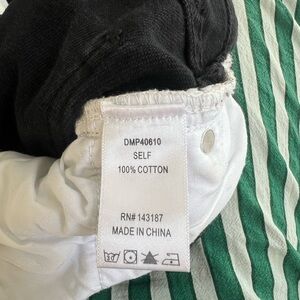 DMP40610
SELF
100% COTTON
RN# 143187
MADE IN CHINA